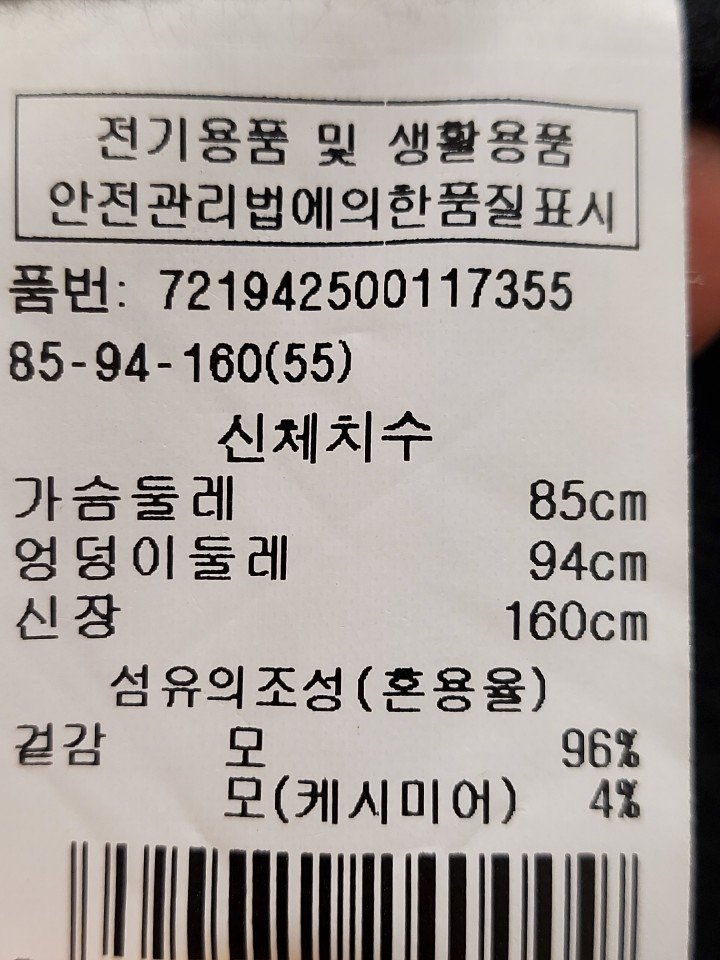 전기용품 및 생활용품
안전관리법에의한품질표시
품번: 721942500117355
85-94-160(55)
신체치수
가슴둘레 85cm
엉덩이둘레 94cm
신장 160cm
섬유의조성(혼용율)
겉감 모 96%
모(케시미어) 4%